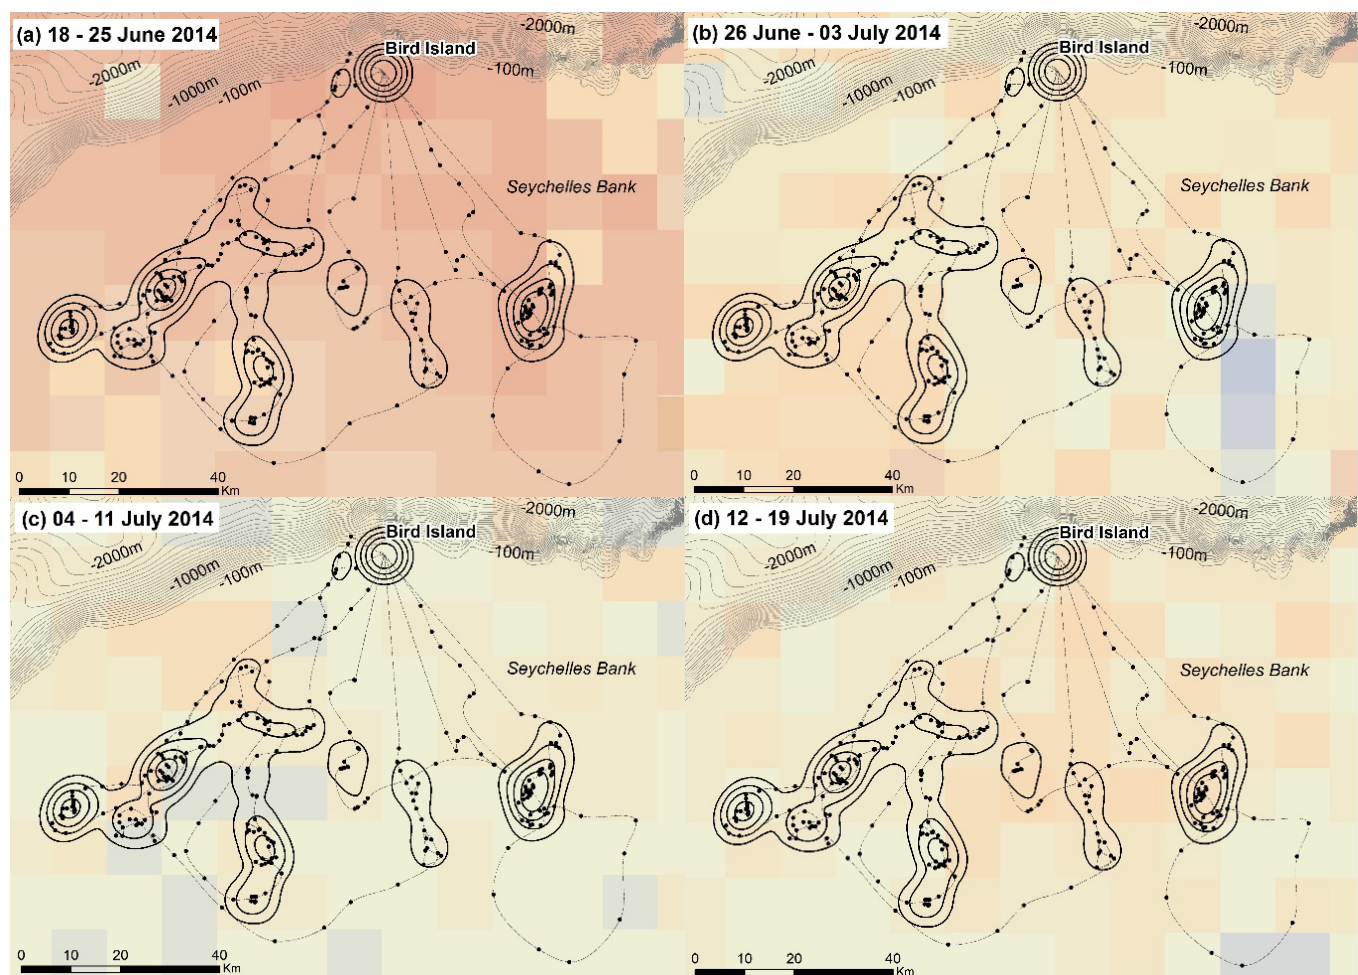 (a) 18 - 25 June 2014
Bird Island
-2000m
-100m
-2000m
-1000m
-100m
Seychelles Bank
0 10 20 40
Km
(b) 26 June - 03 July 2014
Bird Island
-2000m
-100m
-2000m
-1000m
-100m
Seychelles Bank
0 10 20 40
Km
(c) 04 - 11 July 2014
Bird Island
-2000m
-100m
-2000m
-1000m
-100m
Seychelles Bank
0 10 20 40
Km
(d) 12 - 19 July 2014
Bird Island
-2000m
-100m
-2000m
-1000m
-100m
Seychelles Bank
0 10 20 40
Km